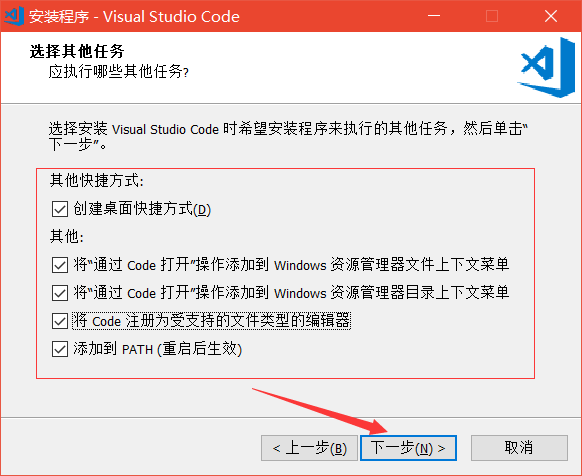 安装程序 - Visual Studio Code
选择其他任务
应执行哪些其他任务?
选择安装 Visual Studio Code 时希望安装程序来执行的其他任务，然后单击“
下一步”。
其他快捷方式:
创建桌面快捷方式(D)
其他:
将“通过 Code 打开”操作添加到 Windows 资源管理器文件上下文菜单
将“通过 Code 打开”操作添加到 Windows 资源管理器目录上下文菜单
将 Code 注册为受支持的文件类型的编辑器
添加到 PATH (重启后生效)
< 上一步(B)
下一步(N) >
取消